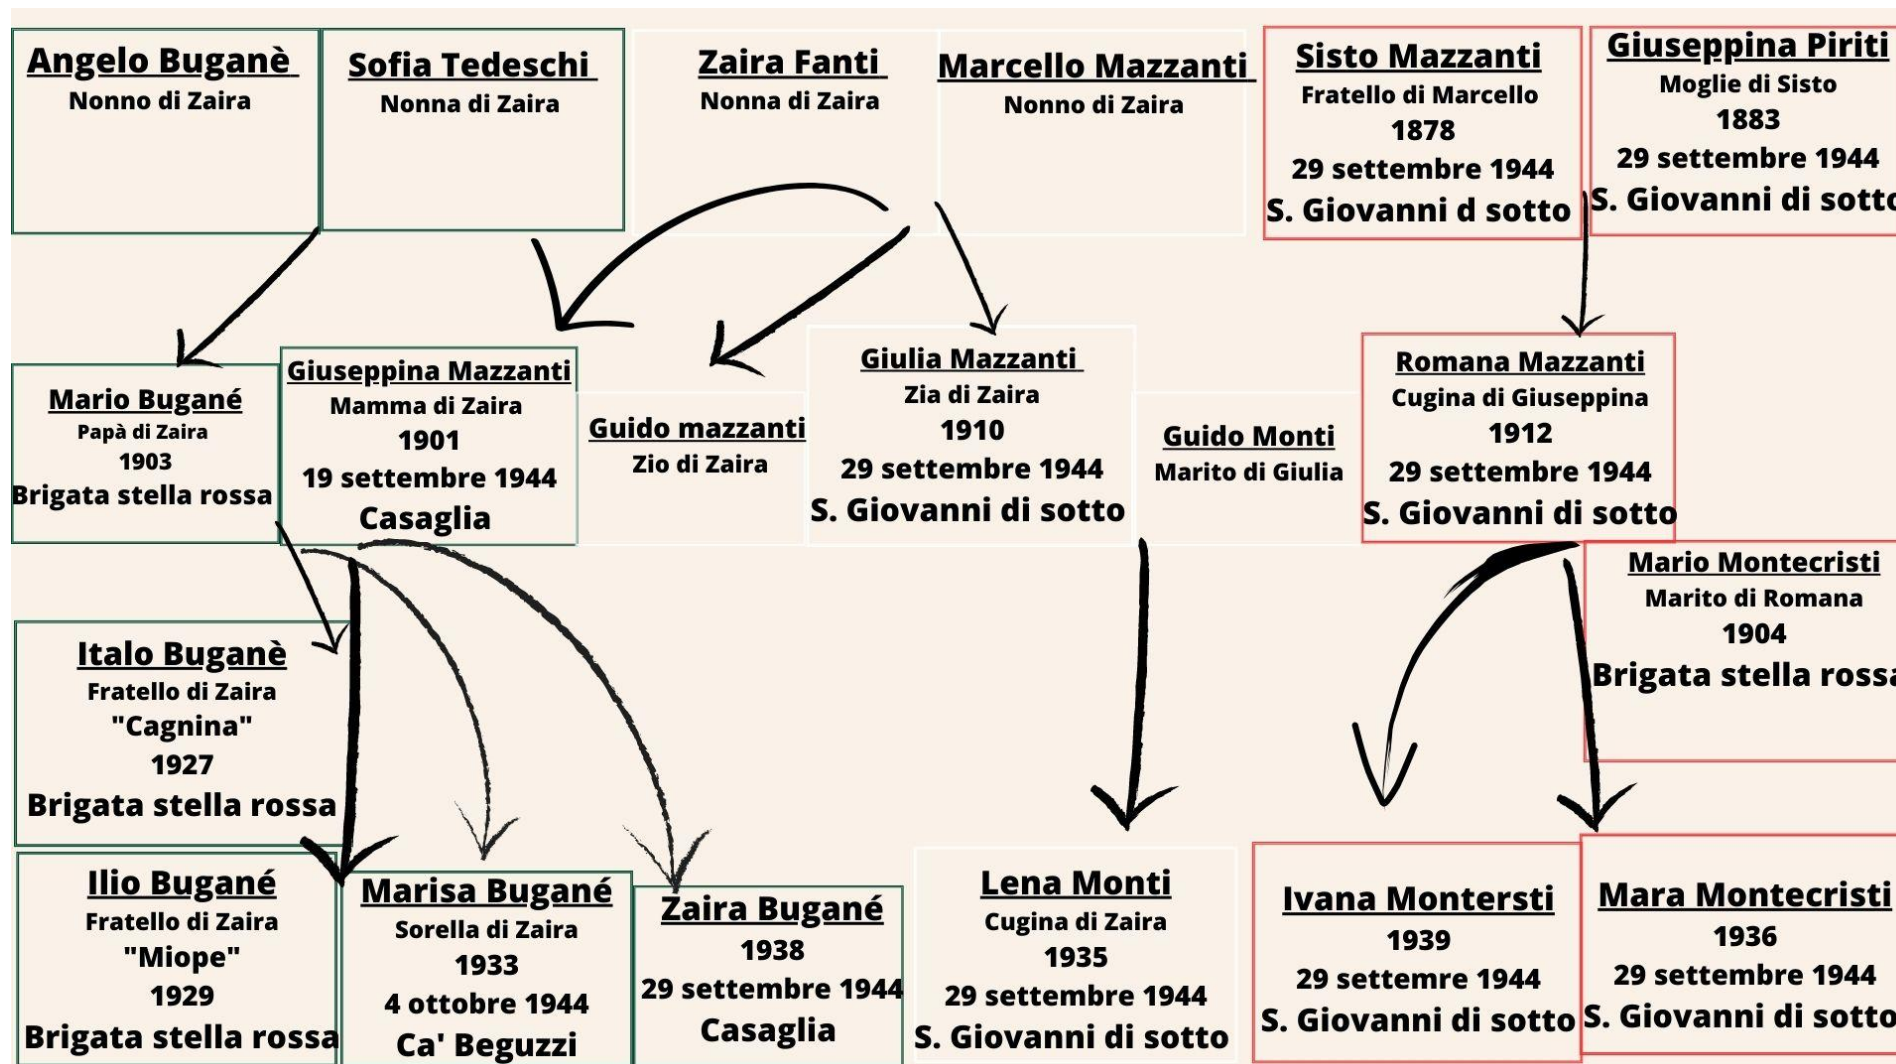 Angelo Buganè
Nonno di Zaira
Sofia Tedeschi
Nonna di Zaira
Zaira Fanti
Nonna di Zaira
Marcello Mazzanti
Nonno di Zaira
Sisto Mazzanti
Fratello di Marcello
1878
29 settembre 1944
S. Giovanni d sotto
Giuseppina Piriti
Moglie di Sisto
1883
29 settembre 1944
S. Giovanni di sotto
Mario Bugané
Papà di Zaira
1903
Brigata stella rossa
Giuseppina Mazzanti
Mamma di Zaira
1901
19 settembre 1944
Casaglia
Guido mazzanti
Zio di Zaira
Giulia Mazzanti
Zia di Zaira
1910
29 settembre 1944
S. Giovanni di sotto
Guido Monti
Marito di Giulia
Romana Mazzanti
Cugina di Giuseppina
1912
29 settembre 1944
S. Giovanni di sotto
Mario Montecristi
Marito di Romana
1904
Brigata stella rossa
Italo Buganè
Fratello di Zaira
"Cagnina"
1927
Brigata stella rossa
Ilio Bugané
Fratello di Zaira
"Miope"
1929
Brigata stella rossa
Marisa Bugané
Sorella di Zaira
1933
4 ottobre 1944
Ca' Beguzzi
Zaira Bugané
1938
29 settembre 1944
Casaglia
Lena Monti
Cugina di Zaira
1935
29 settembre 1944
S. Giovanni di sotto
Ivana Montersti
1939
29 settemre 1944
S. Giovanni di sotto
Mara Montecristi
1936
29 settembre 1944
S. Giovanni di sotto